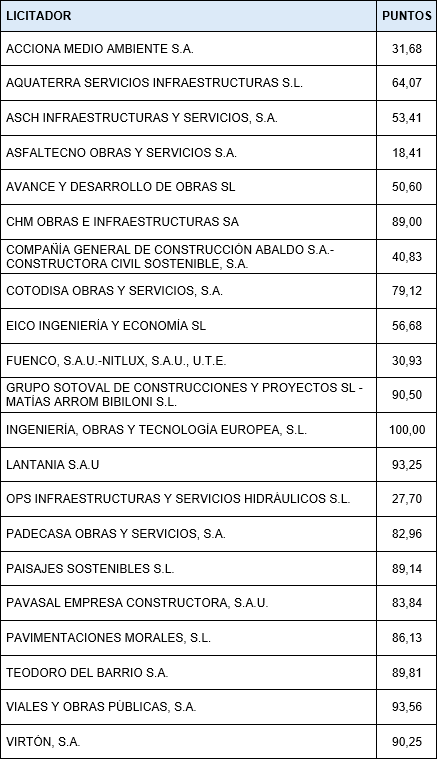 LICITADOR PUNTOS
ACCIONA MEDIO AMBIENTE S.A. 31,68
AQUATERRA SERVICIOS INFRAESTRUCTURAS S.L. 64,07
ASCH INFRAESTRUCTURAS Y SERVICIOS, S.A. 53,41
ASFALTECNO OBRAS Y SERVICIOS S.A. 18,41
AVANCE Y DESARROLLO DE OBRAS SL 50,60
CHM OBRAS E INFRAESTRUCTURAS SA 89,00
COMPAÑÍA GENERAL DE CONSTRUCCIÓN ABALDO S.A.-
CONSTRUCTORA CIVIL SOSTENIBLE, S.A. 40,83
COTODISA OBRAS Y SERVICIOS, S.A. 79,12
EICO INGENIERÍA Y ECONOMÍA SL 56,68
FUENCO, S.A.U.-NITLUX, S.A.U., U.T.E. 30,93
GRUPO SOTOVAL DE CONSTRUCCIONES Y PROYECTOS SL -
MATÍAS ARROM BIBILONI S.L. 90,50
INGENIERÍA, OBRAS Y TECNOLOGÍA EUROPEA, S.L. 100,00
LANTANIA S.A.U 93,25
OPS INFRAESTRUCTURAS Y SERVICIOS HIDRÁULICOS S.L. 27,70
PADECASA OBRAS Y SERVICIOS, S.A. 82,96
PAISAJES SOSTENIBLES S.L. 89,14
PAVASAL EMPRESA CONSTRUCTORA, S.A.U. 83,84
PAVIMENTACIONES MORALES, S.L. 86,13
TEODORO DEL BARRIO S.A. 89,81
VIALES Y OBRAS PÚBLICAS, S.A. 93,56
VIRTÓN, S.A. 90,25